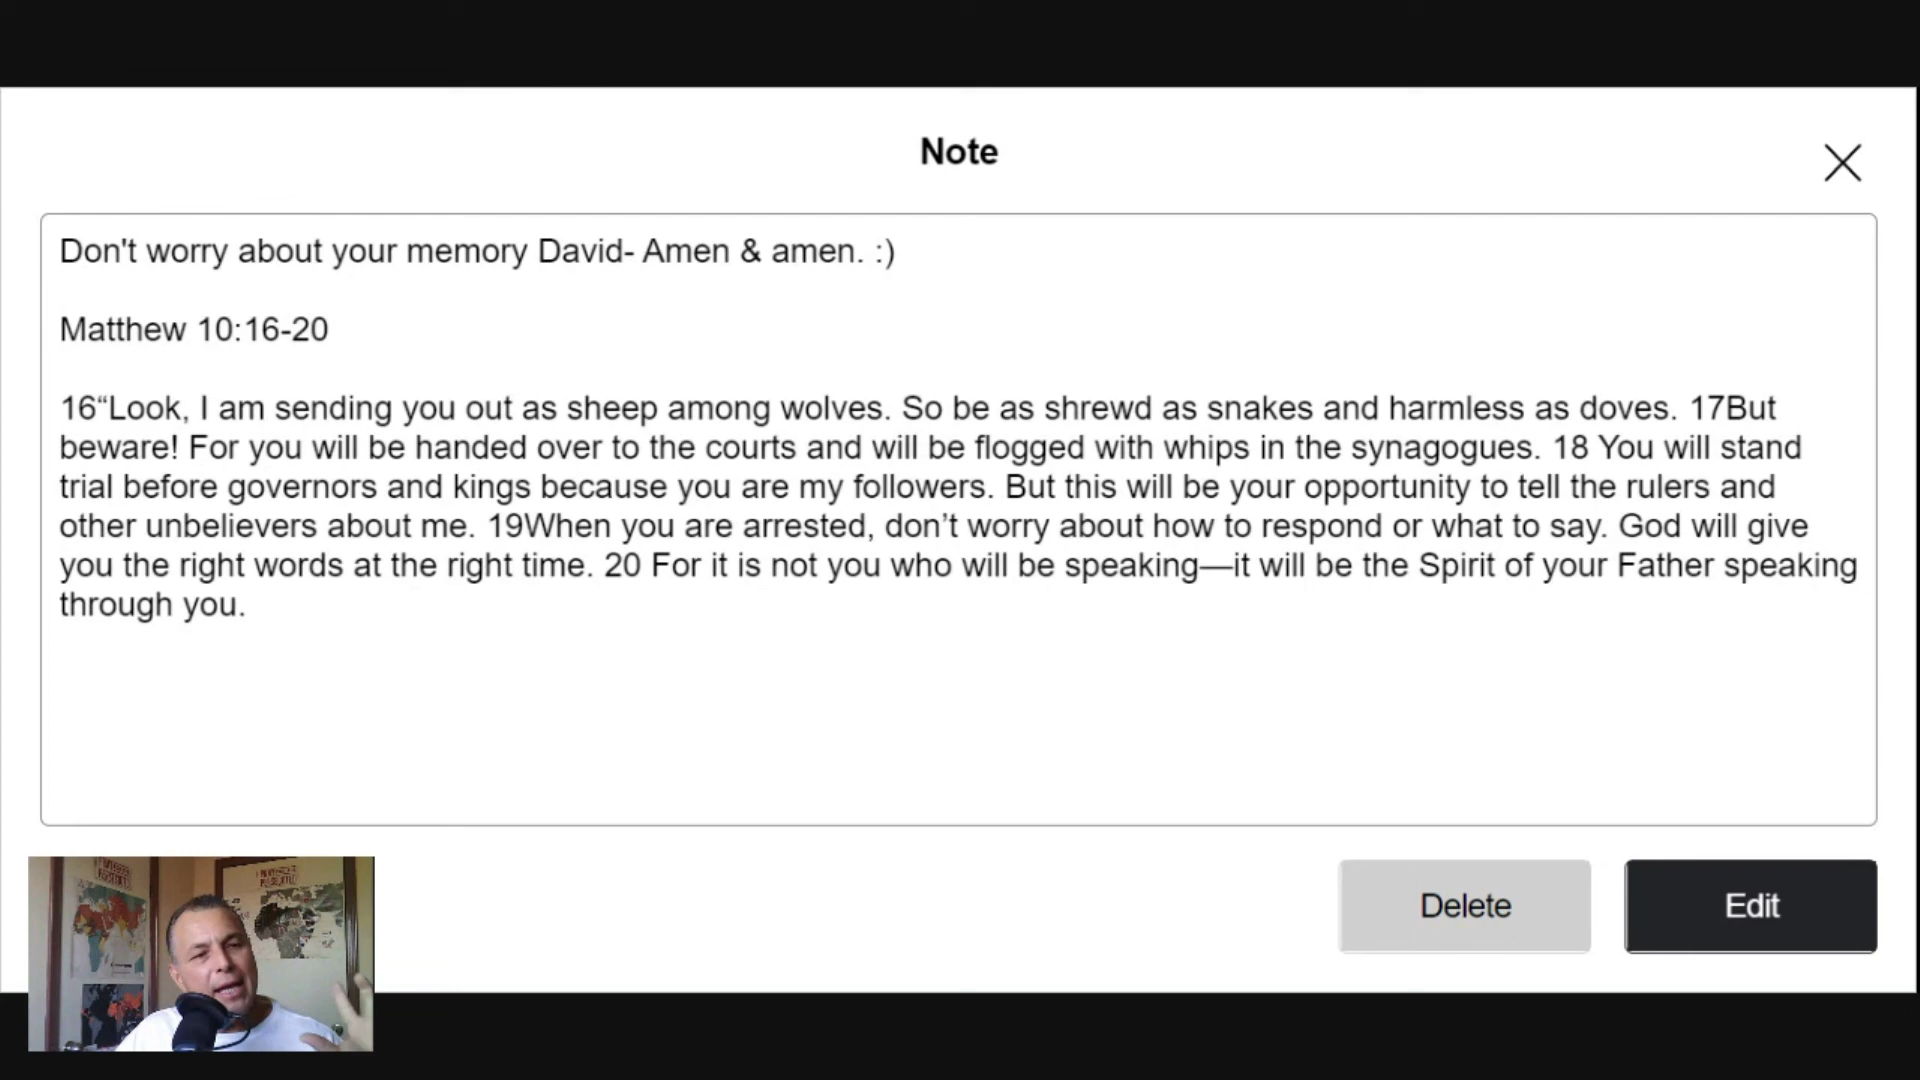 Note
Don't worry about your memory David- Amen & amen. :)
Matthew 10:16-20
16“Look, I am sending you out as sheep among wolves. So be as shrewd as snakes and harmless as doves. 17But
beware! For you will be handed over to the courts and will be flogged with whips in the synagogues. 18 You will stand
trial before governors and kings because you are my followers. But this will be your opportunity to tell the rulers and
other unbelievers about me. 19When you are arrested, don’t worry about how to respond or what to say. God will give
you the right words at the right time. 20 For it is not you who will be speaking—it will be the Spirit of your Father speaking
through you.
Delete
Edit